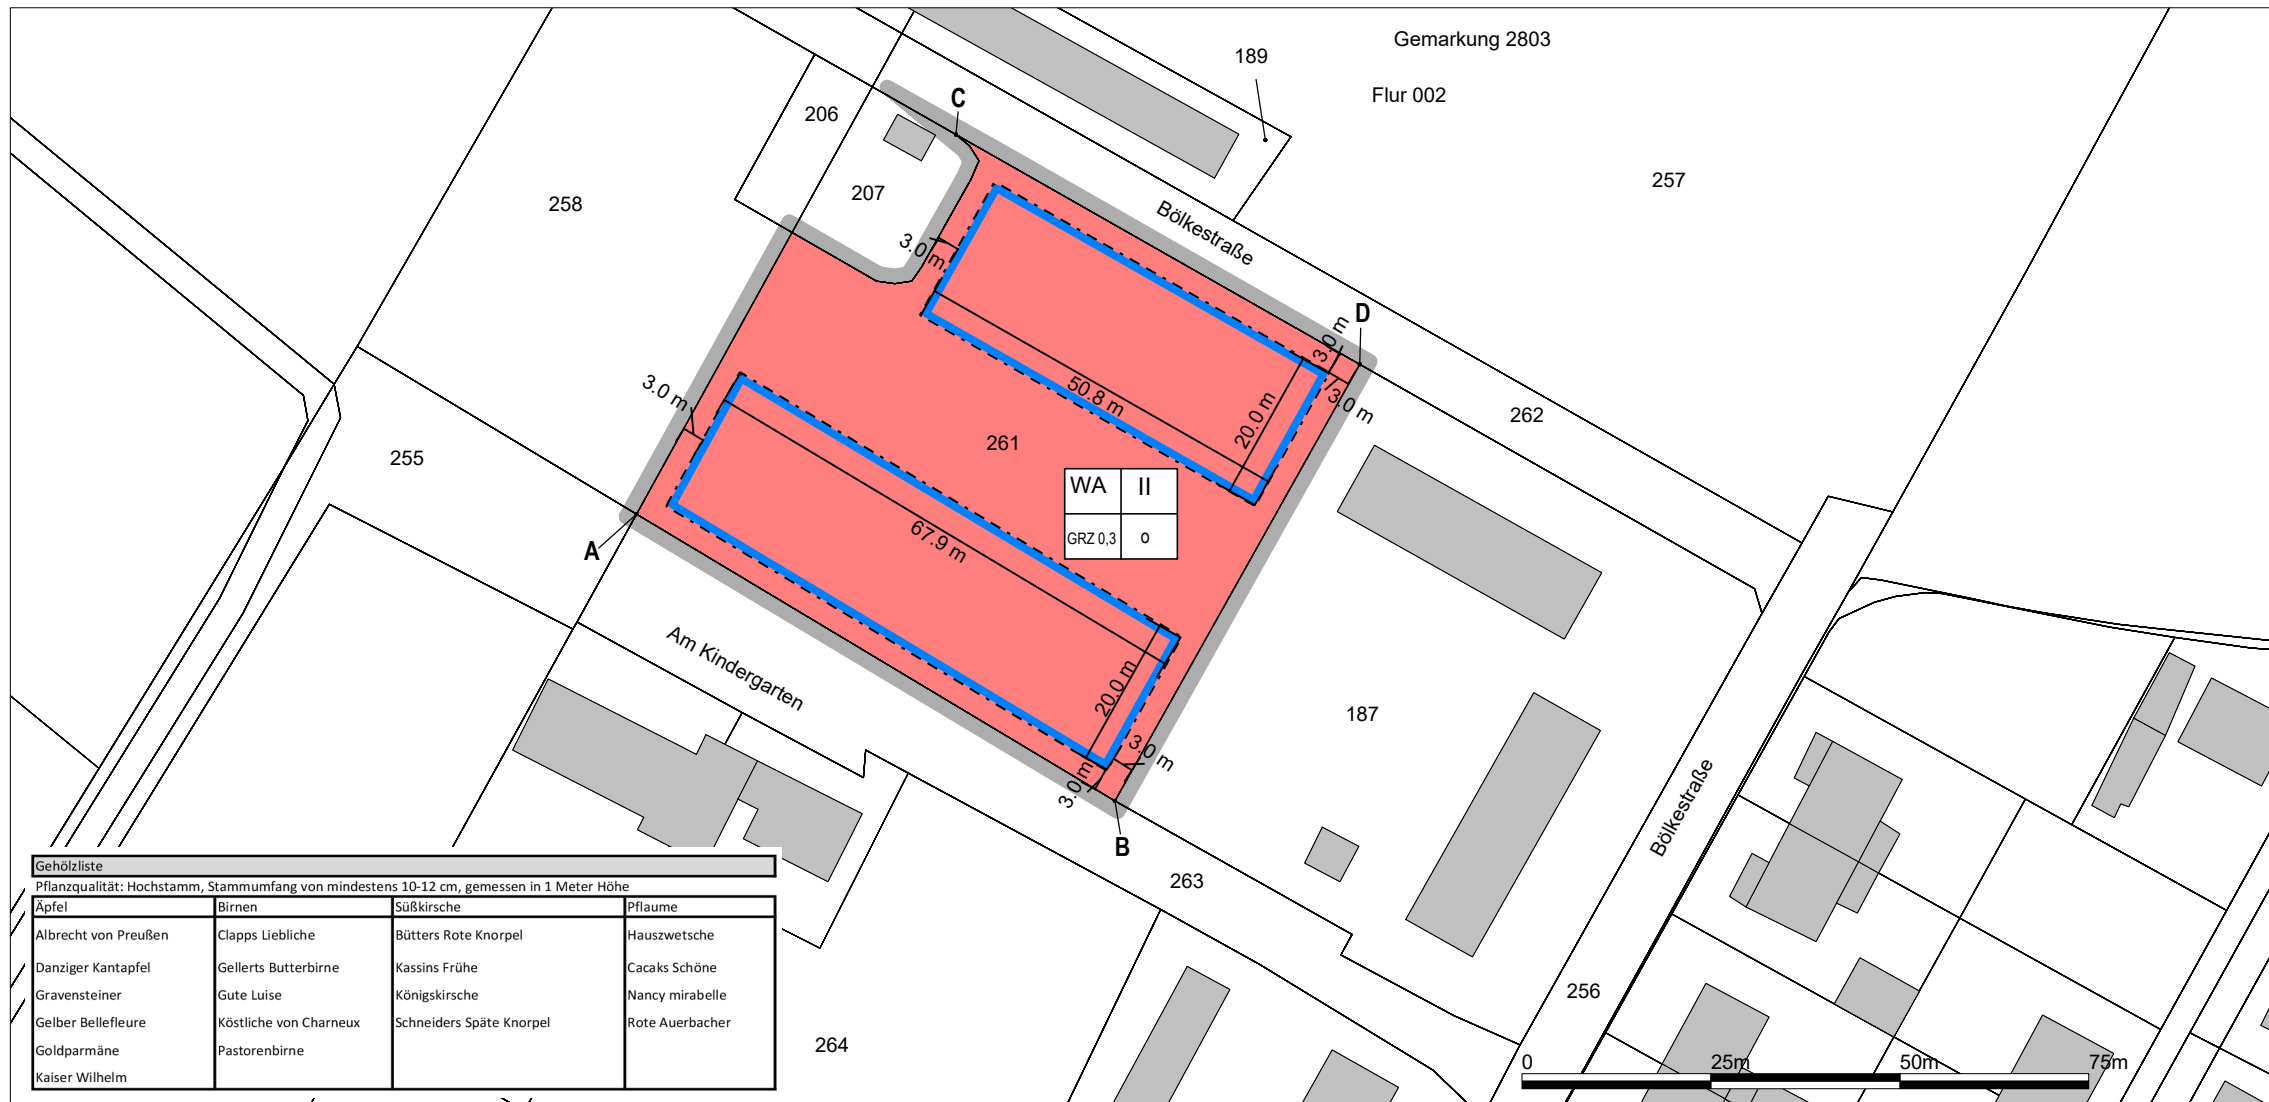 Gemarkung 2803
189
Flur 002
C
206
207
258
257
Bölkestraße
3.0 m
D
3.0 m
3.0 m
50.8 m
20.0 m
3.0 m
262
261
255
WA II
GRZ 0,3 o
67.9 m
A
Am Kindergarten
20.0 m
187
3.0 m
3.0 m
B
Bölkestraße
263
256
264
0 25m 50m 75m
Gehölzliste
Pflanzqualität: Hochstamm, Stammumfang von mindestens 10-12 cm, gemessen in 1 Meter Höhe
Äpfel Birnen Süßkirsche Pflaume
Albrecht von Preußen Clapps Liebliche Bütters Rote Knorpel Hauszwetsche
Danziger Kantapfel Gellerts Butterbirne Kassins Frühe Cacaks Schöne
Gravensteiner Gute Luise Königskirsche Nancy mirabelle
Gelber Bellefleure Köstliche von Charneux Schneiders Späte Knorpel Rote Auerbacher
Goldparmäne Pastorenbirne
Kaiser Wilhelm